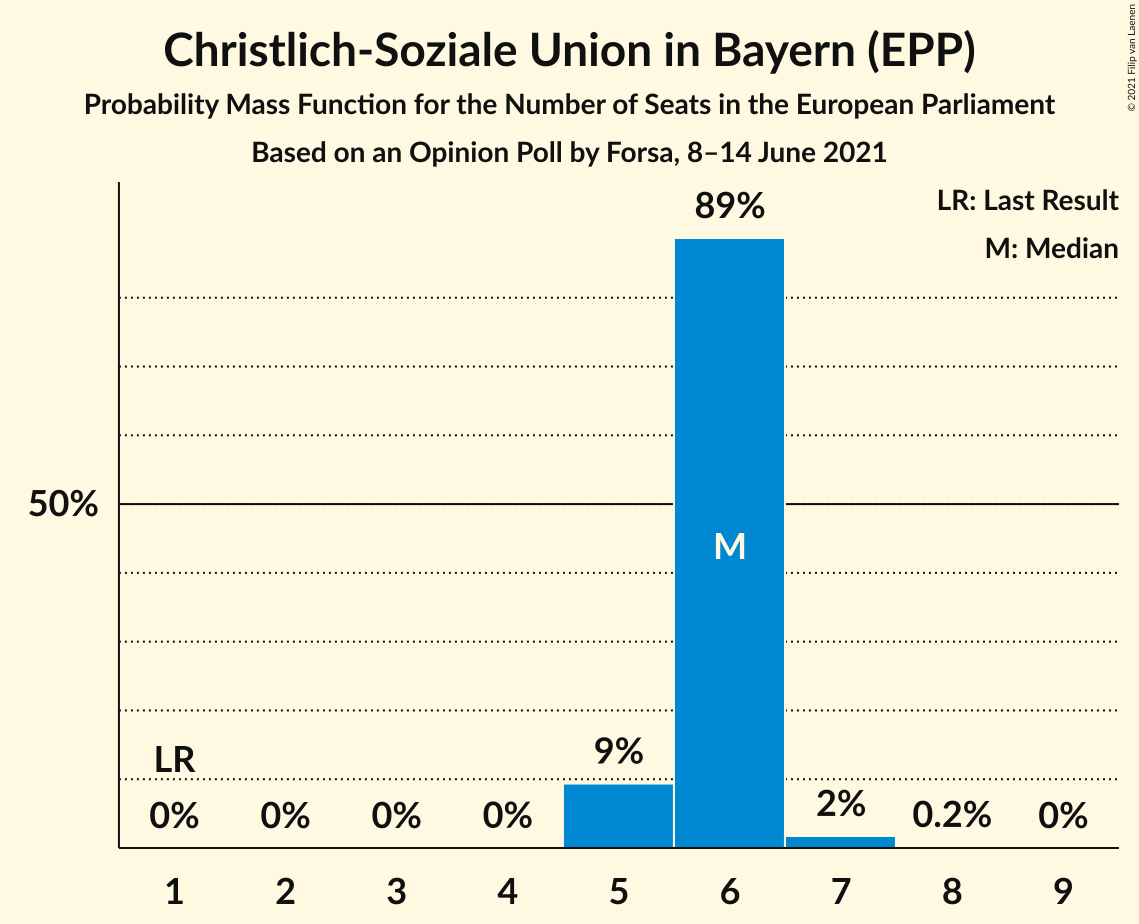 Christlich-Soziale Union in Bayern (EPP)
Probability Mass Function for the Number of Seats in the European Parliament
Based on an Opinion Poll by Forsa, 8–14 June 2021
© 2021 Filip van Laenen
LR: Last Result
M: Median
89%
50%
M
LR
9%
0% 0% 0% 0% 2% 0.2% 0%
1 2 3 4 5 6 7 8 9